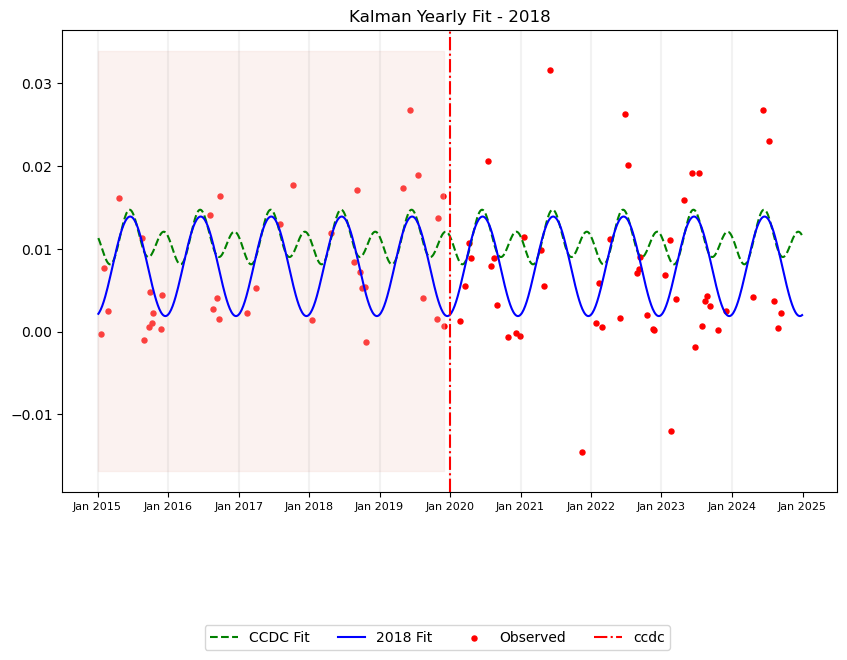 Kalman Yearly Fit - 2018
0.03
0.02
0.01
0.00
−0.01
Jan 2015 Jan 2016 Jan 2017 Jan 2018 Jan 2019 Jan 2020 Jan 2021 Jan 2022 Jan 2023 Jan 2024 Jan 2025
CCDC Fit 2018 Fit Observed ccdc